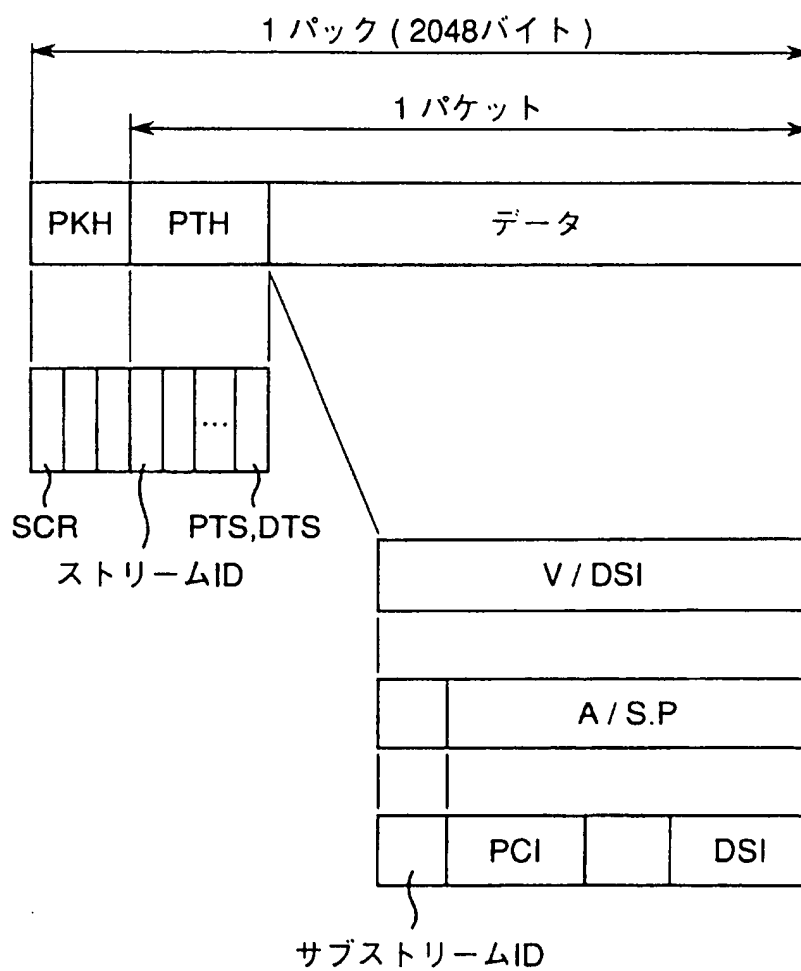 1 パック ( 2048バイト )
1 パケット
PKH PTH データ
...
SCR PTS,DTS
ストリームID
V / DSI
A / S.P
PCI DSI
サブストリームID